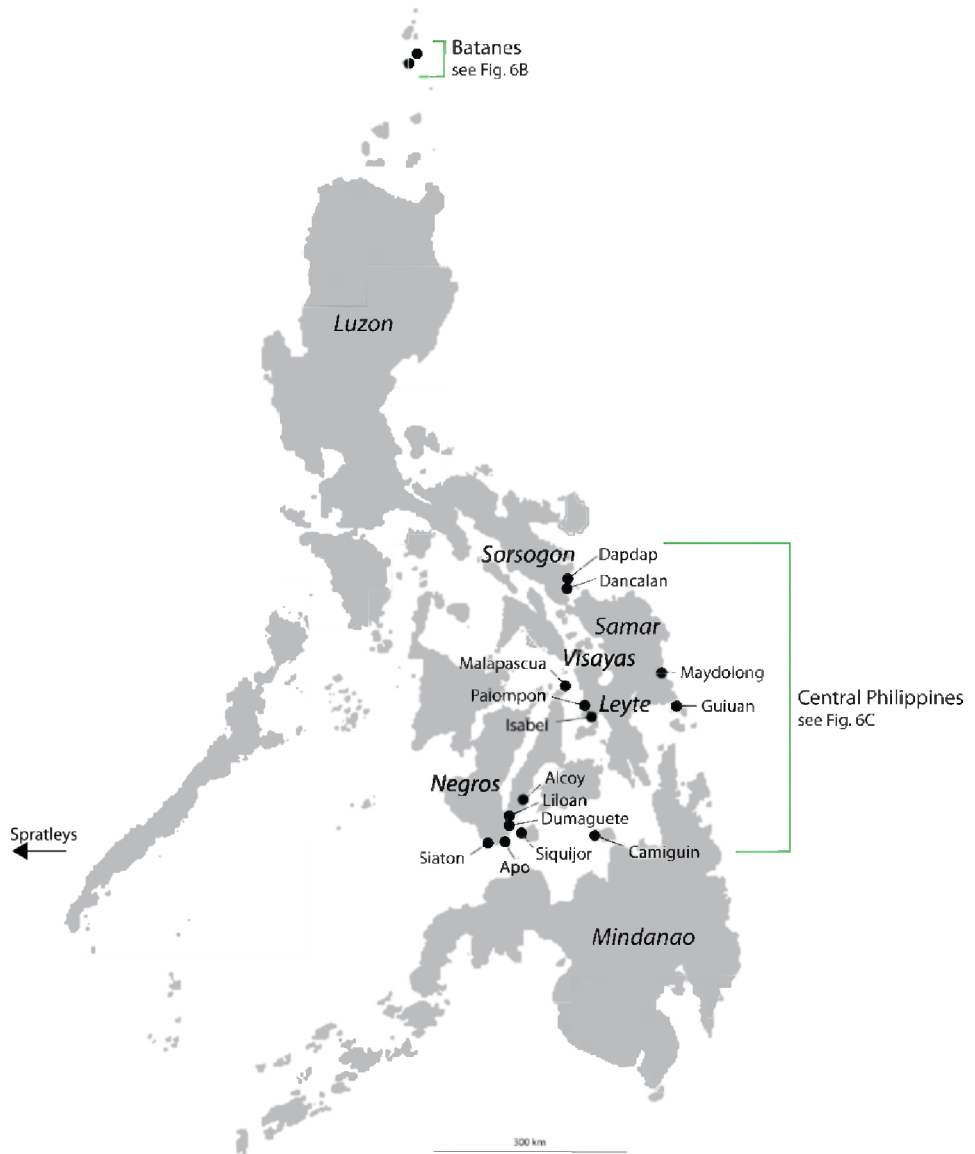 Batanes
see Fig. 6B
Luzon
Sorsogon
Dapdap
Dancalan
Samar
Visayas
Malapascua
Maydolong
Palompon
Leyte
Guiuan
Central Philippines
see Fig. 6C
Isabel
Negros
Alcoy
Liloan
Dumaguete
Spratleys
Siaton
Apo
Siquijor
Camiguin
Mindanao
300 km